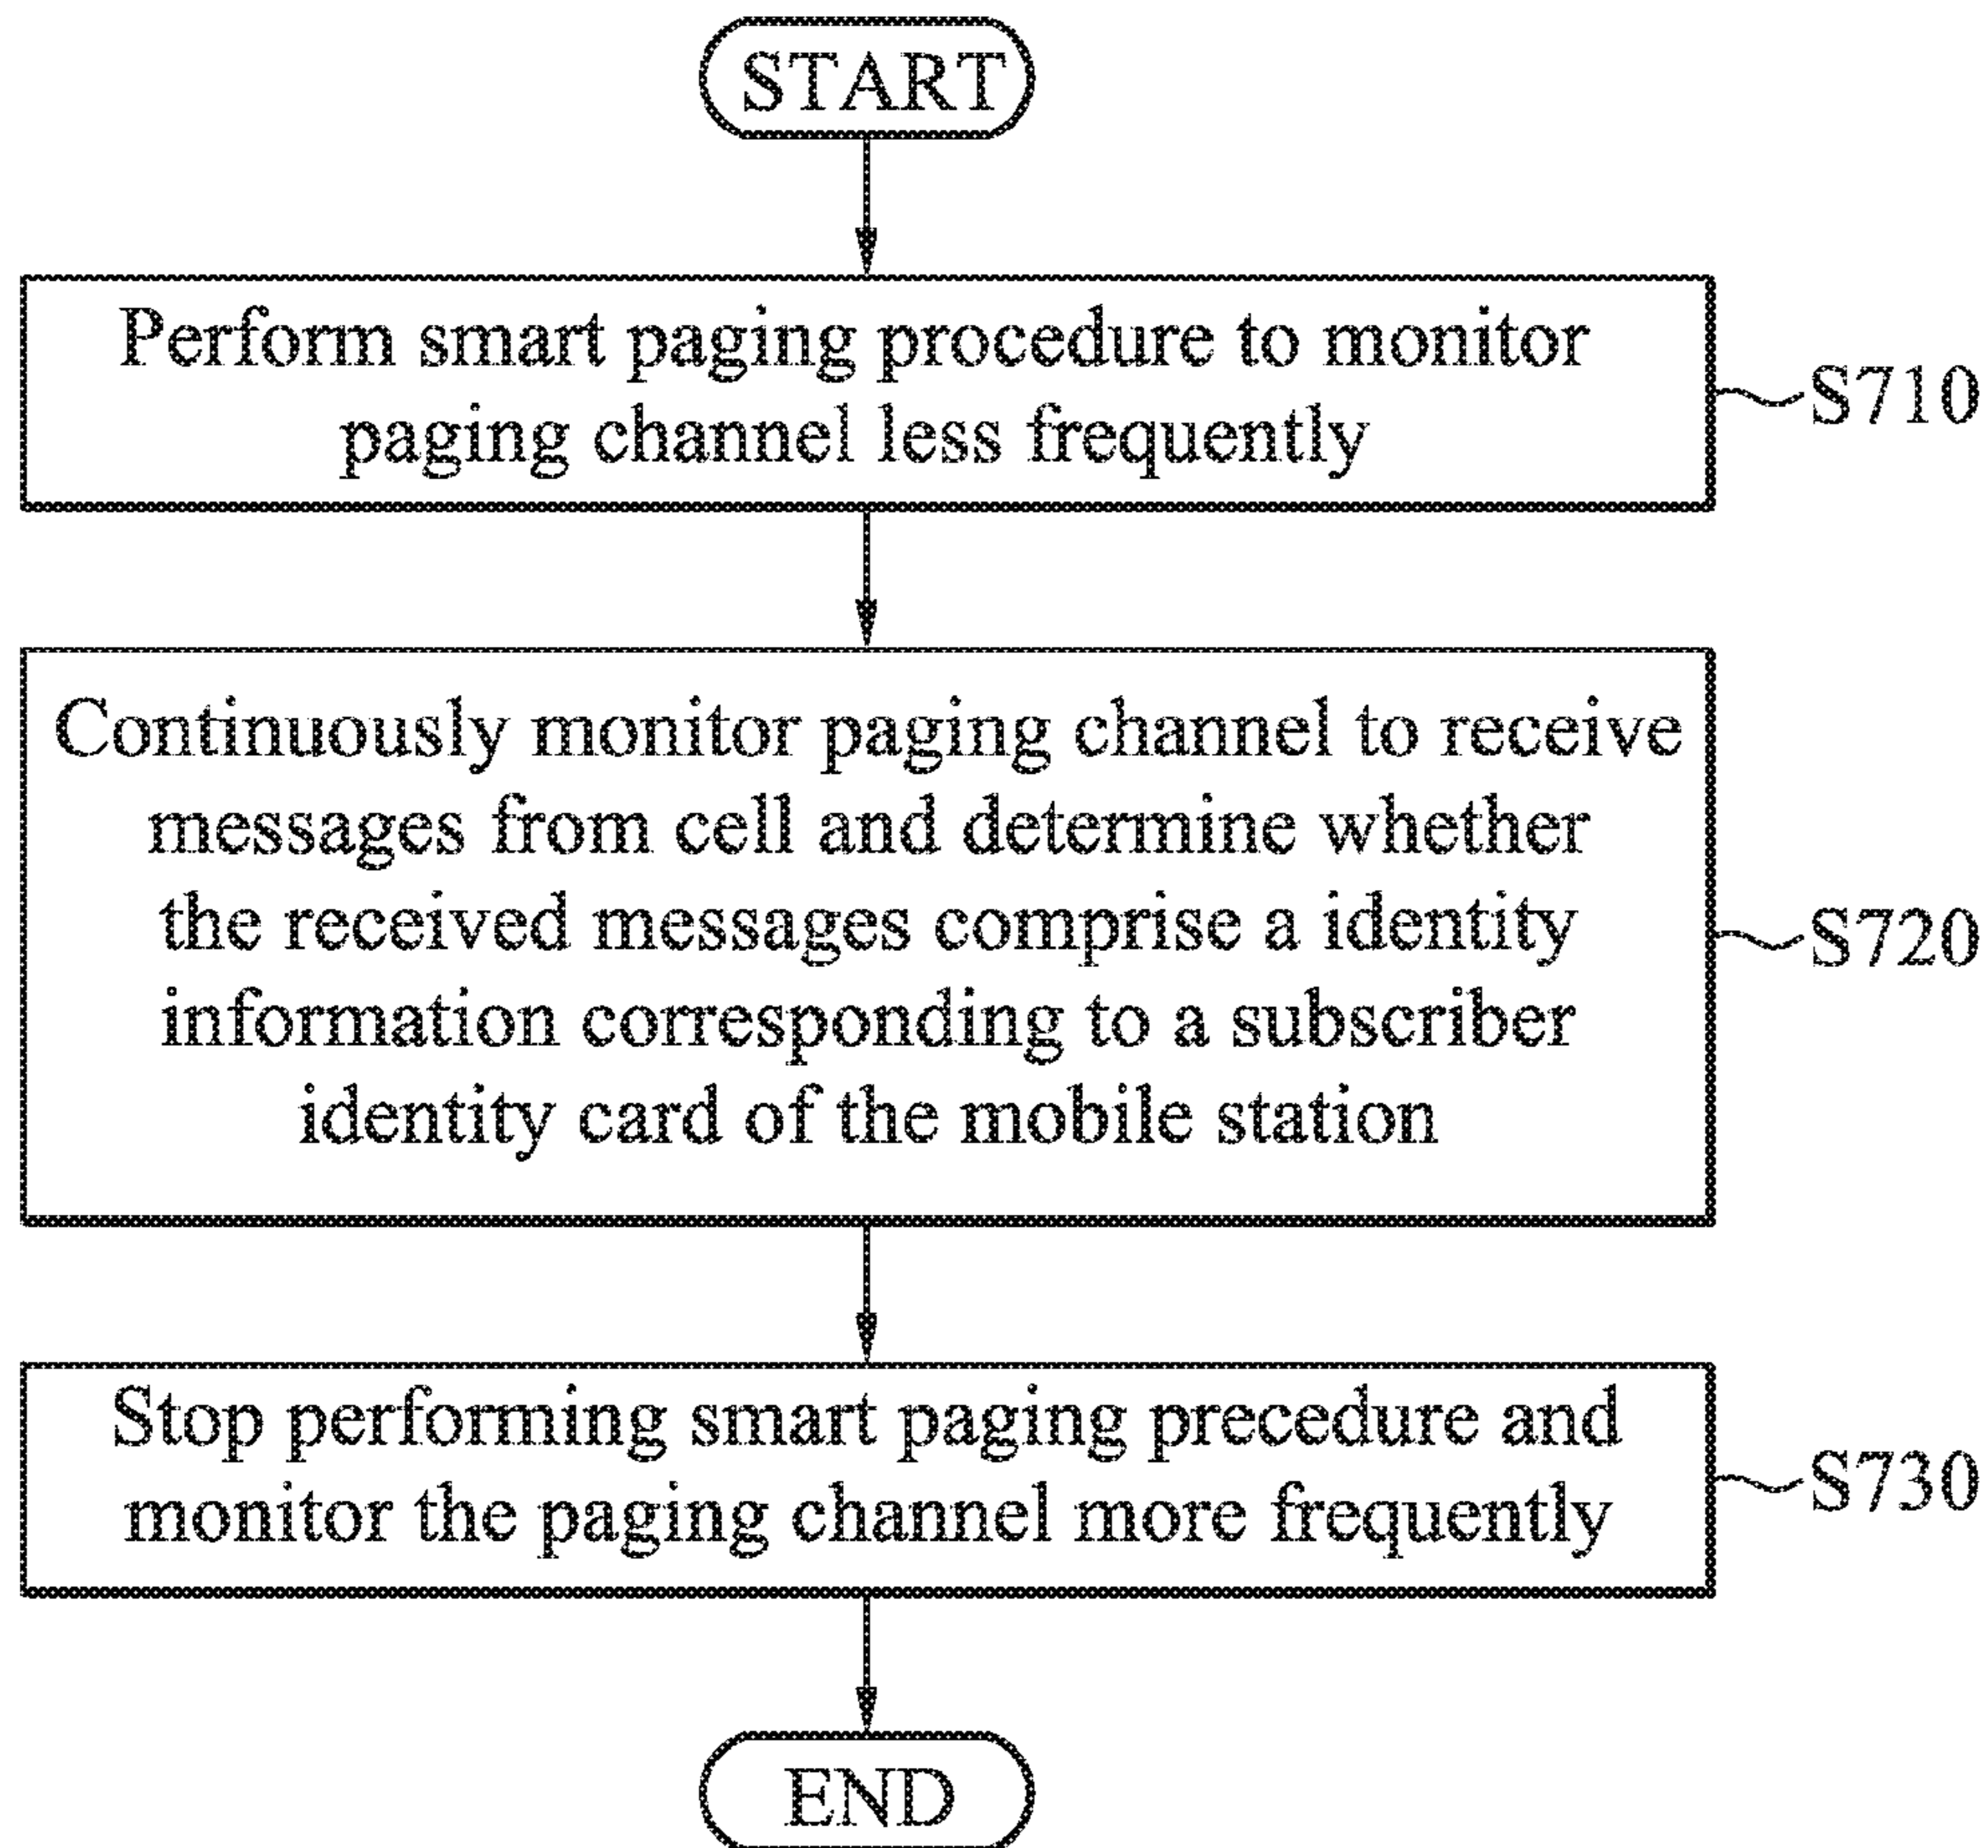 START
Perform smart paging procedure to monitor
paging channel less frequently
S710
Continuously monitor paging channel to receive
messages from cell and determine whether
the received messages comprise a identity
information corresponding to a subscriber
identity card of the mobile station
S720
Stop performing smart paging precedure and
monitor the paging channel more frequently
S730
END